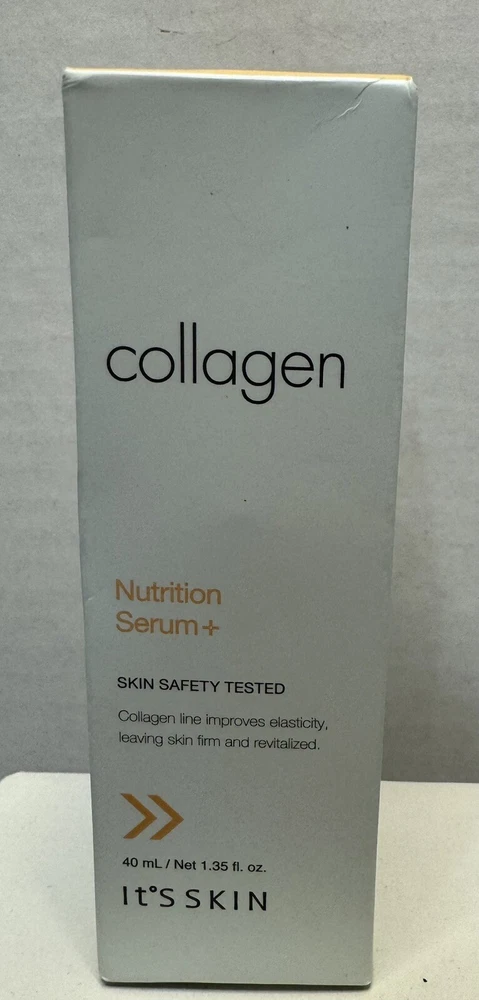 collagen
Nutrition
Serum+
SKIN SAFETY TESTED
Collagen line improves elasticity,
leaving skin firm and revitalized.
40 mL / Net 1.35 fl. oz.
It°S SKIN